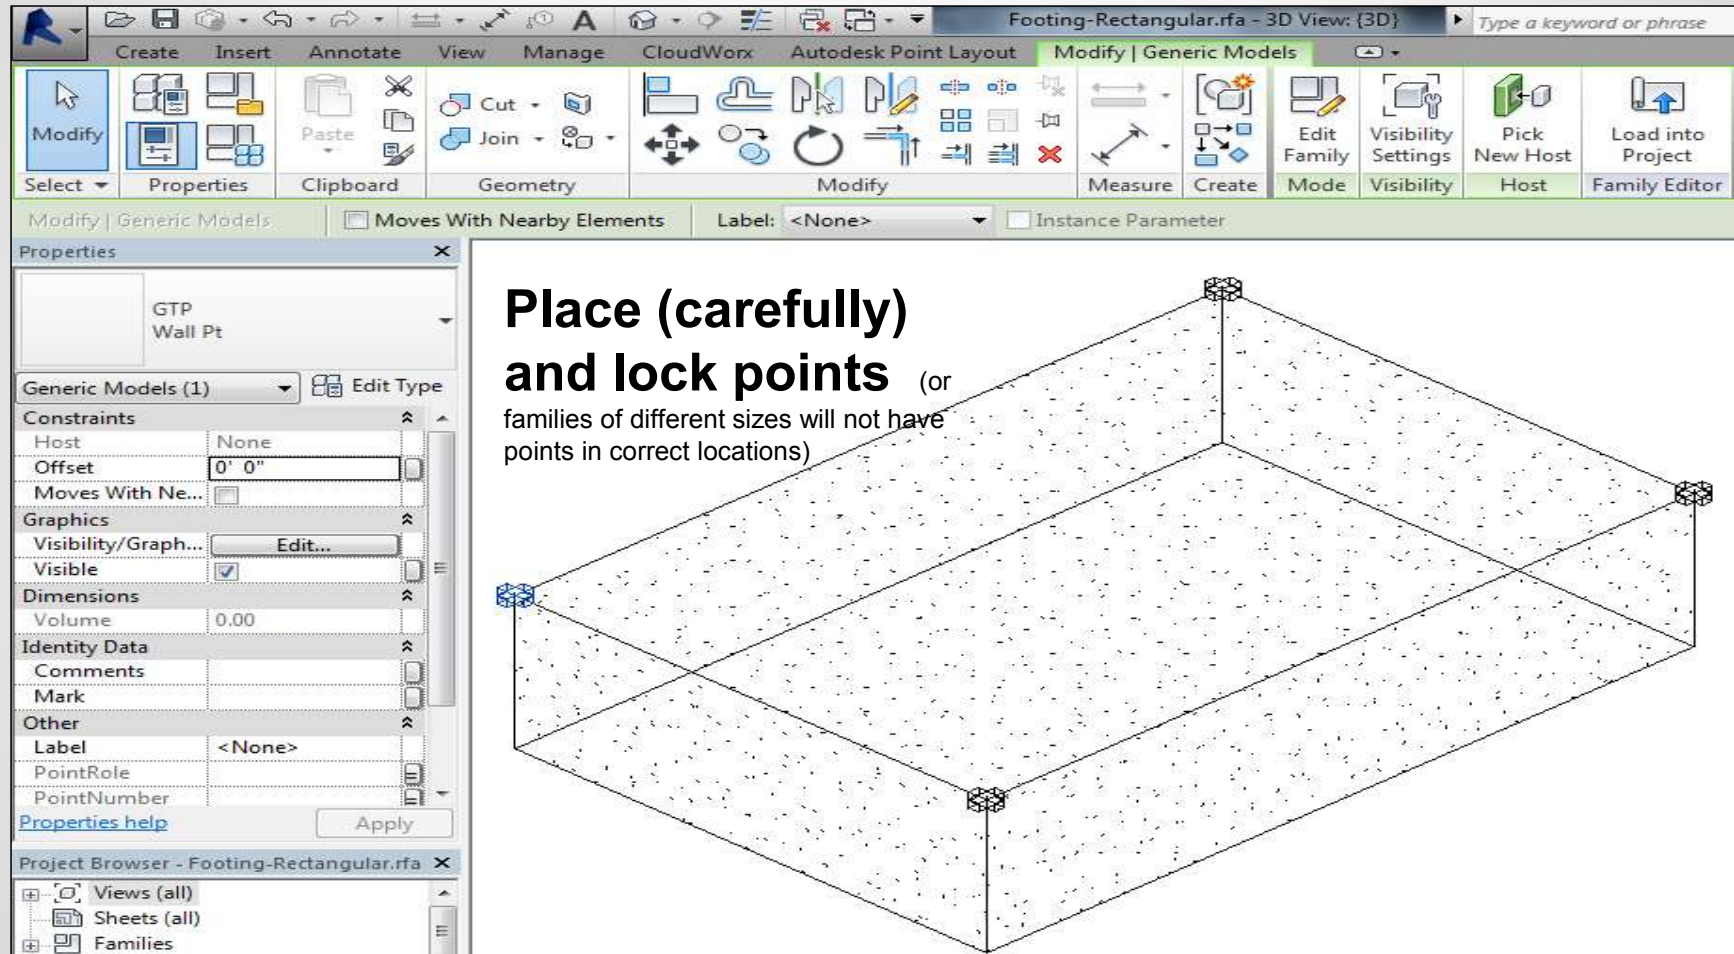 Footing-Rectangular.rfa - 3D View: {3D}
Type a keyword or phrase
Create Insert Annotate View Manage CloudWorx Autodesk Point Layout Modify | Generic Models
Modify
Paste
Cut
Join
Edit Family
Visibility Settings
Pick New Host
Load into Project
Select Properties Clipboard Geometry Modify Measure Create Mode Visibility Host Family Editor
Modify | Generic Models Moves With Nearby Elements Label: <None> Instance Parameter
Properties
GTP
Wall Pt
Generic Models (1) Edit Type
Constraints
Host None
Offset 0' 0"
Moves With Ne...
Graphics
Visibility/Graph... Edit...
Visible
Dimensions
Volume 0.00
Identity Data
Comments
Mark
Other
Label <None>
PointRole
PointNumber
Properties help Apply
Project Browser - Footing-Rectangular.rfa
Views (all)
Sheets (all)
Families
Place (carefully)
and lock points (or
families of different sizes will not have
points in correct locations)